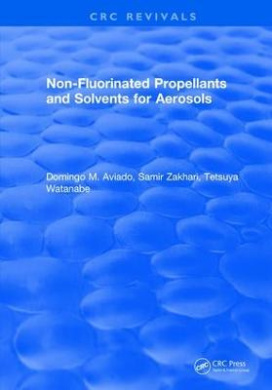 CRC REVIVALS
Non-Fluorinated Propellants
and Solvents for Aerosols
Domingo M. Aviado, Samir Zakhari, Tetsuya
Watanabe
CRC Press